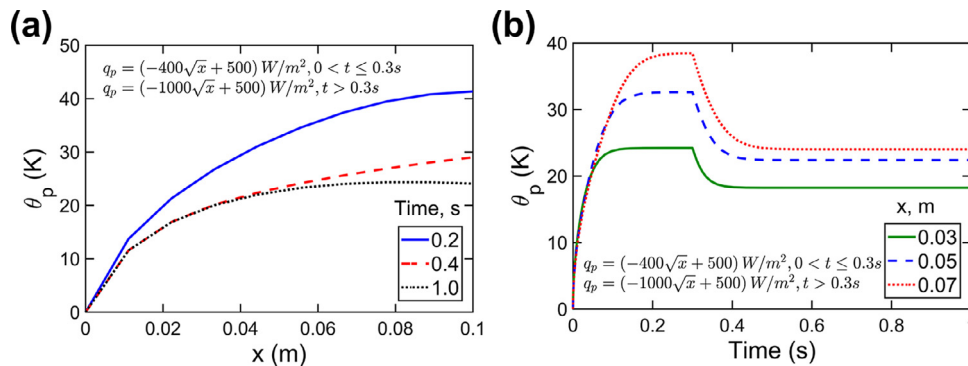 (a)
50
40
30
20
10
0
θp (K)
qp = (−400√x + 500) W/m², 0 < t ≤ 0.3s
qp = (−1000√x + 500) W/m², t > 0.3s
Time, s
0.2
0.4
1.0
0 0.02 0.04 0.06 0.08 0.1
x (m)
(b)
40
30
20
10
0
θp (K)
x, m
0.03
0.05
0.07
qp = (−400√x + 500) W/m², 0 < t ≤ 0.3s
qp = (−1000√x + 500) W/m², t > 0.3s
0 0.2 0.4 0.6 0.8
Time (s)